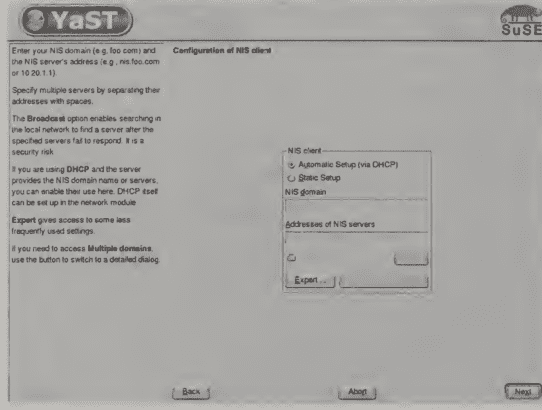 YaST
SuSE
Enter your NIS domain (e.g, foo.com) and
the NIS server's address (e.g., nis.foo.com
or 10.20.1.1).
Specify multiple servers by separating their
addresses with spaces.
The Broadcast option enables searching in
the local network to find a server after the
specified servers fail to respond. It is a
security risk.
If you are using DHCP and the server
provides the NIS domain name or servers,
you can enable their use here. DHCP itself
can be set up in the network module.
Expert gives access to some less
frequently used settings.
If you need to access Multiple domains,
use the button to switch to a detailed dialog.
Configuration of NIS client
NIS client
Automatic Setup (via DHCP)
Static Setup
NIS domain
Addresses of NIS servers
Expert ...
Back
Abort
Next